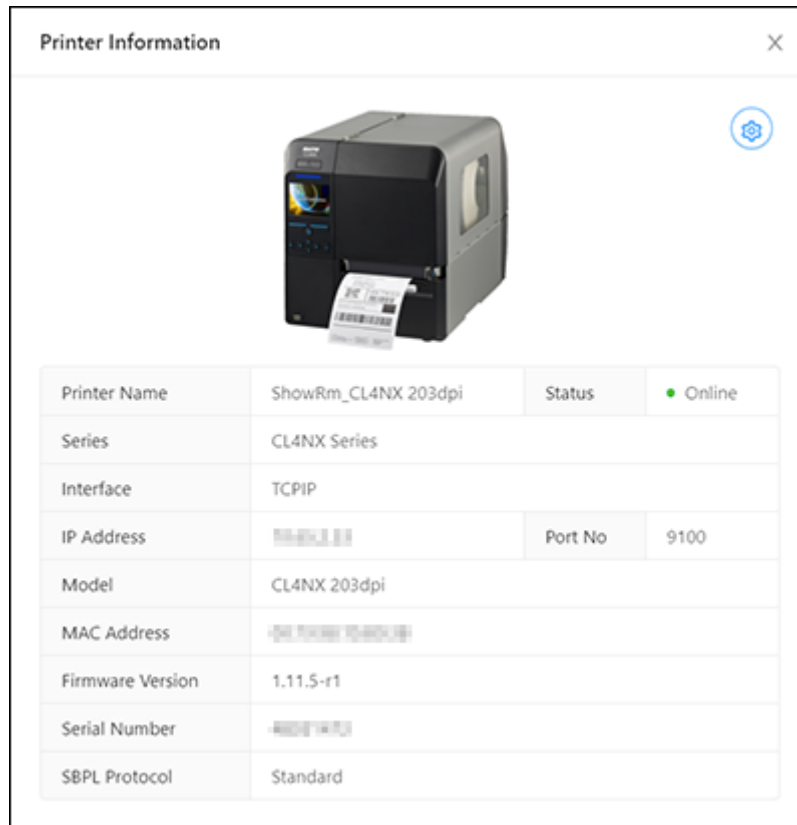 Printer Information
Printer Name ShowRm_CL4NX 203dpi Status Online
Series CL4NX Series
Interface TCPIP
IP Address Port No 9100
Model CL4NX 203dpi
MAC Address
Firmware Version 1.11.5-r1
Serial Number
SBPL Protocol Standard